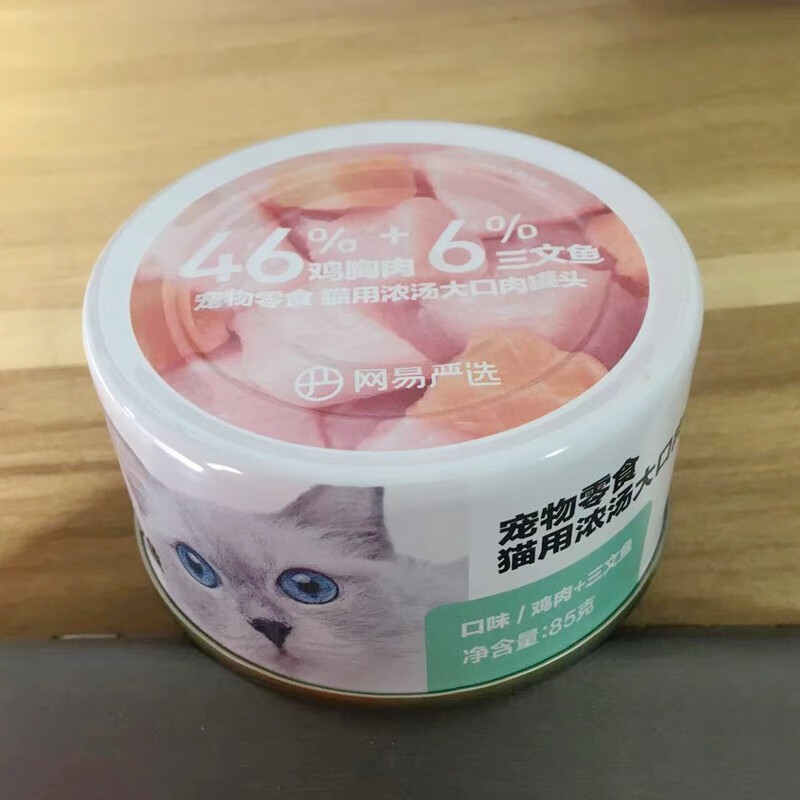 46%鸡胸肉+6%三文鱼
宠物零食 猫用浓汤大口肉罐头
网易严选
宠物零食
猫用浓汤大口
口味/鸡肉+三文鱼
净含量:85克